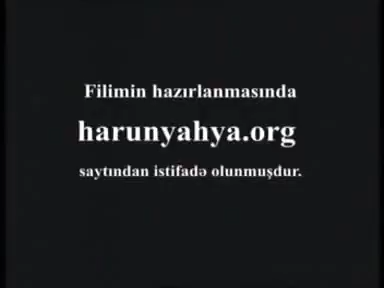 Filimin hazırlanmasında
harunyahya.org
saytından istifadə olunmuşdur.